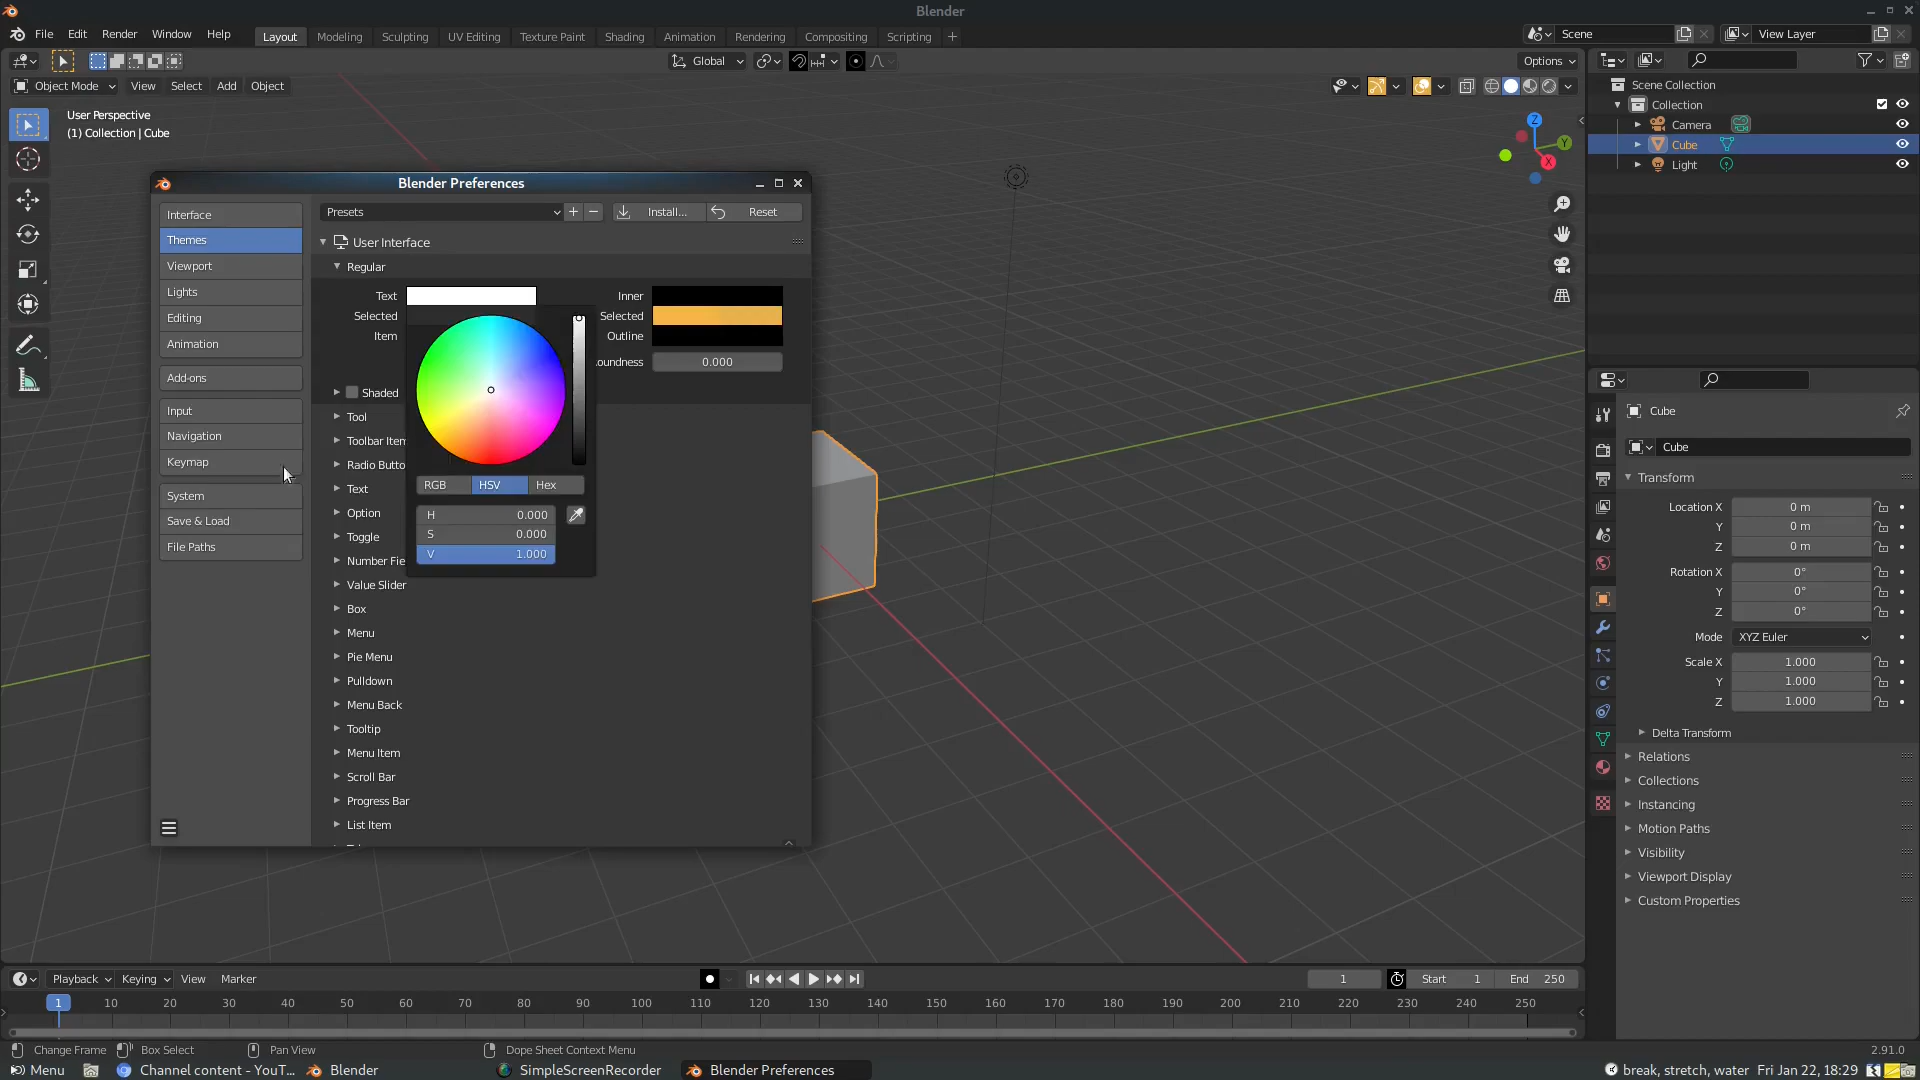 Blender
File Edit Render Window Help
Layout Modeling Sculpting UV Editing Texture Paint Shading Animation Rendering Compositing Scripting +
Scene
View Layer
Global
Options
Object Mode View Select Add Object
User Perspective
(1) Collection | Cube
Z
Y
X
Scene Collection
Collection
Camera
Cube
Light
Blender Preferences
Interface
Themes
Viewport
Lights
Editing
Animation
Add-ons
Input
Navigation
Keymap
System
Save & Load
File Paths
Presets
Install...
Reset
User Interface
Regular
Text
Selected
Item
Inner
Selected
Outline
oundness 0.000
Shaded
Tool
Toolbar Item
Radio Butto
Text
Option
Toggle
Number Fie
Value Slider
Box
Menu
Pie Menu
Pulldown
Menu Back
Tooltip
Menu Item
Scroll Bar
Progress Bar
List Item
RGB HSV Hex
H 0.000
S 0.000
V 1.000
Cube
Cube
Transform
Location X 0 m
Y 0 m
Z 0 m
Rotation X 0°
Y 0°
Z 0°
Mode XYZ Euler
Scale X 1.000
Y 1.000
Z 1.000
Delta Transform
Relations
Collections
Instancing
Motion Paths
Visibility
Viewport Display
Custom Properties
Playback Keying View Marker
1 Start 1 End 250
1 10 20 30 40 50 60 70 80 90 100 110 120 130 140 150 160 170 180 190 200 210 220 230 240 250
Change Frame Box Select Pan View Dope Sheet Context Menu
2.91.0
Menu Channel content - YouT... Blender SimpleScreenRecorder Blender Preferences break, stretch, water Fri Jan 22, 18:29